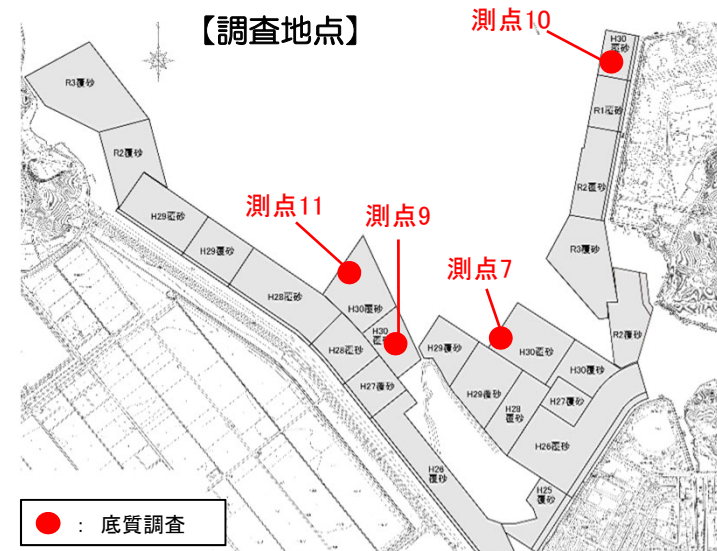 【調査地点】
測点10
H30
覆砂
R3覆砂
R1覆砂
R2覆砂
R2覆砂
測点11
測点9
H29覆砂
H29覆砂
測点7
R3覆砂
H28覆砂
H30覆砂
H30
覆砂
R2覆砂
H28覆砂
H29覆砂
H30覆砂
H30覆砂
H27覆砂
H29覆砂
H28
覆砂
H27覆砂
H26覆砂
H26
覆砂
H25
覆砂
： 底質調査